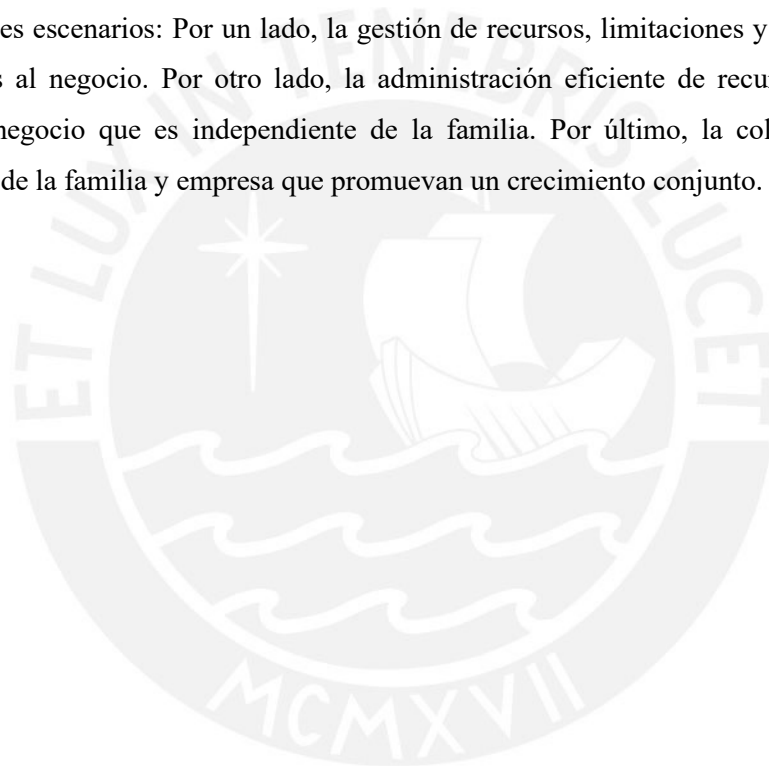 es escenarios: Por un lado, la gestión de recursos, limitaciones y
s al negocio. Por otro lado, la administración eficiente de recu
negocio que es independiente de la familia. Por último, la col
de la familia y empresa que promuevan un crecimiento conjunto.
ET LUX IN TENEBRIS LUCET
MCMXVII